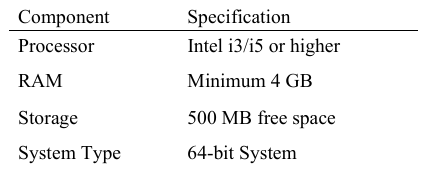 Component Specification
Processor Intel i3/i5 or higher
RAM Minimum 4 GB
Storage 500 MB free space
System Type 64-bit System